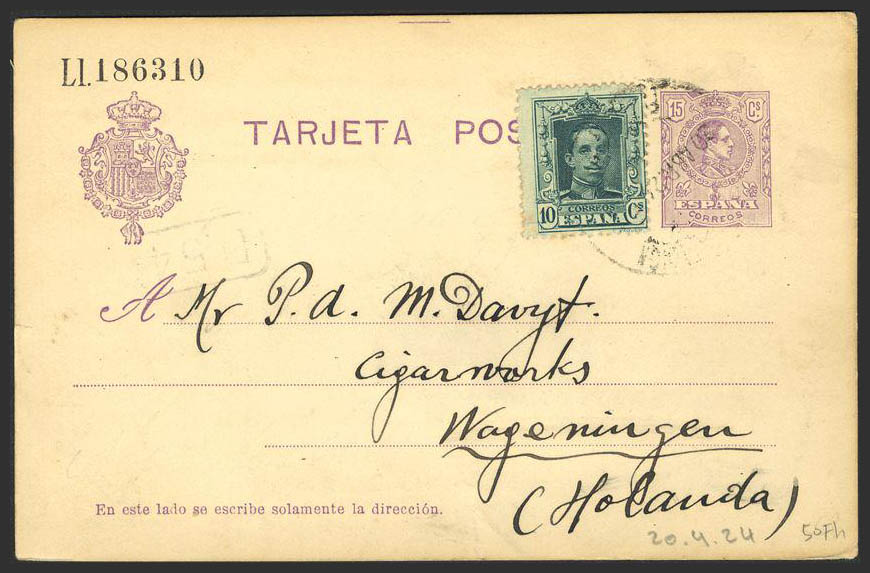 LI.186310
TARJETA POS
15 Cs
ESPAÑA
CORREOS
10 Cs
CORREOS
ESPAÑA
A Mr P. d. M. Davyt.
Cigarworks
Wageningen
(Holanda)
En este lado se escribe solamente la dirección.
20.4.24